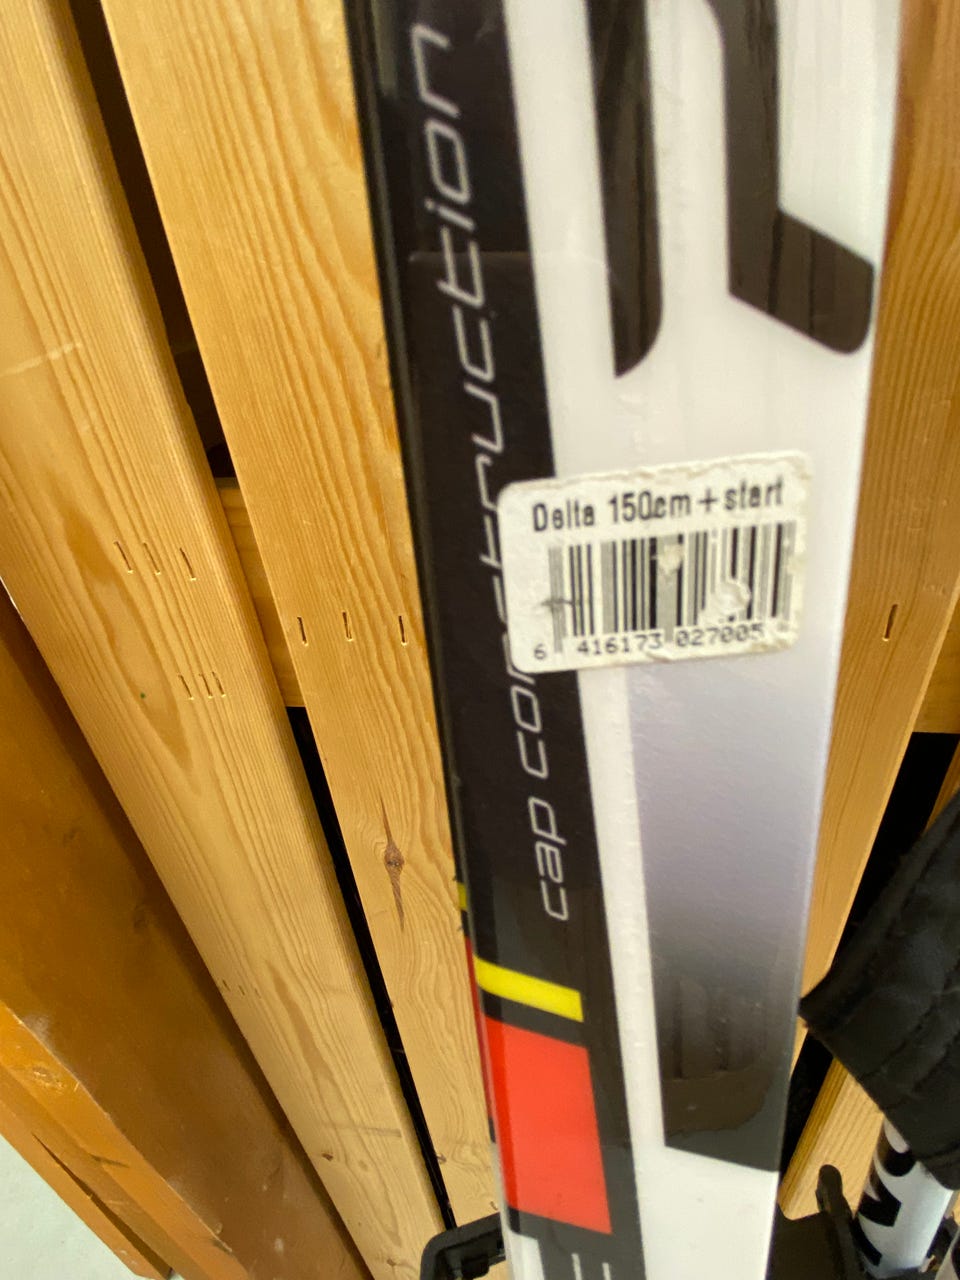 cap construction
Delta 150cm + start
6 416173 027005